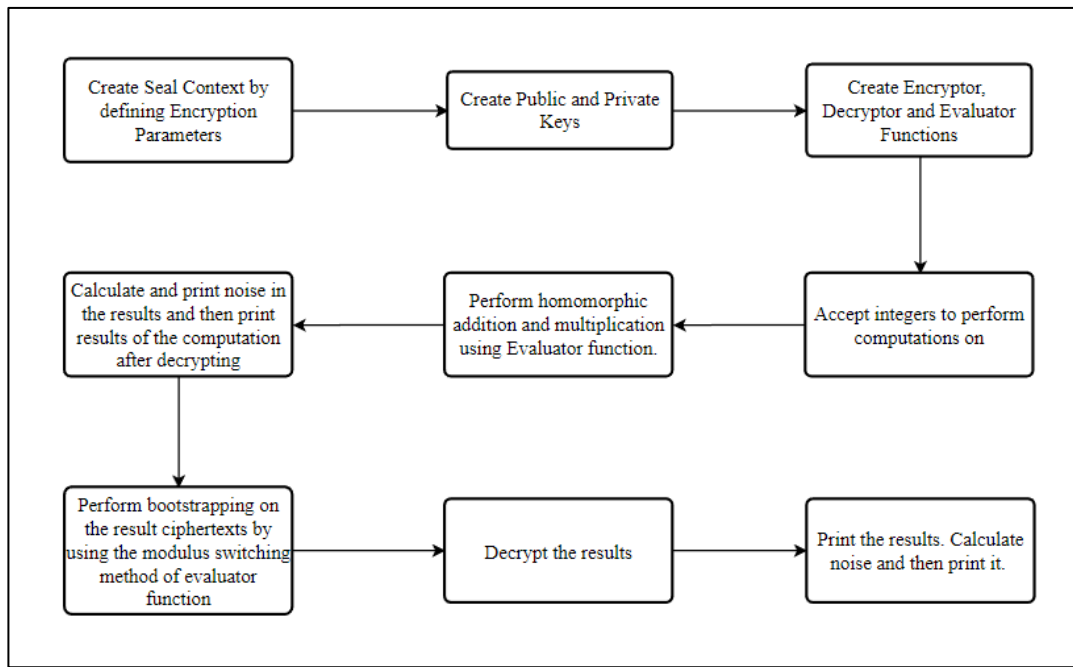 Create Seal Context by
defining Encryption
Parameters
Create Public and Private
Keys
Create Encryptor,
Decryptor and Evaluator
Functions
Accept integers to perform
computations on
Perform homomorphic
addition and multiplication
using Evaluator function.
Calculate and print noise in
the results and then print
results of the computation
after decrypting
Perform bootstrapping on
the result ciphertexts by
using the modulus switching
method of evaluator
function
Decrypt the results
Print the results. Calculate
noise and then print it.